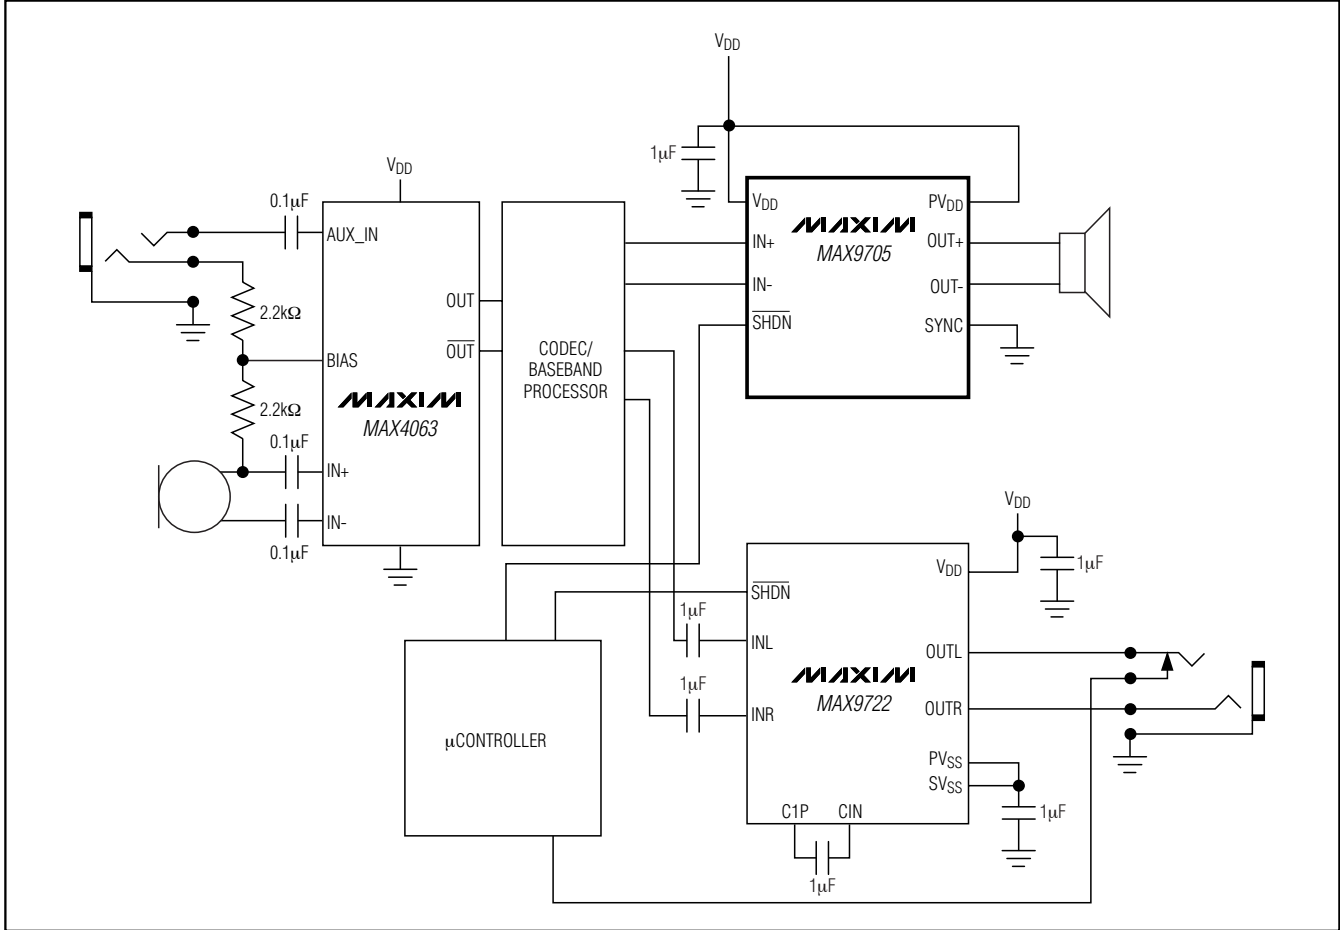 VDD
1μF
VDD
PVDD
MAXIM
MAX9705
IN+
OUT+
IN-
OUT-
SHDN
SYNC
VDD
0.1μF
AUX_IN
2.2kΩ
OUT
OUT
BIAS
MAXIM
MAX4063
2.2kΩ
0.1μF
IN+
IN-
0.1μF
CODEC/
BASEBAND
PROCESSOR
VDD
1μF
VDD
SHDN
1μF
INL
OUTL
MAXIM
MAX9722
1μF
INR
OUTR
PVSS
SVSS
1μF
C1P
CIN
1μF
μCONTROLLER